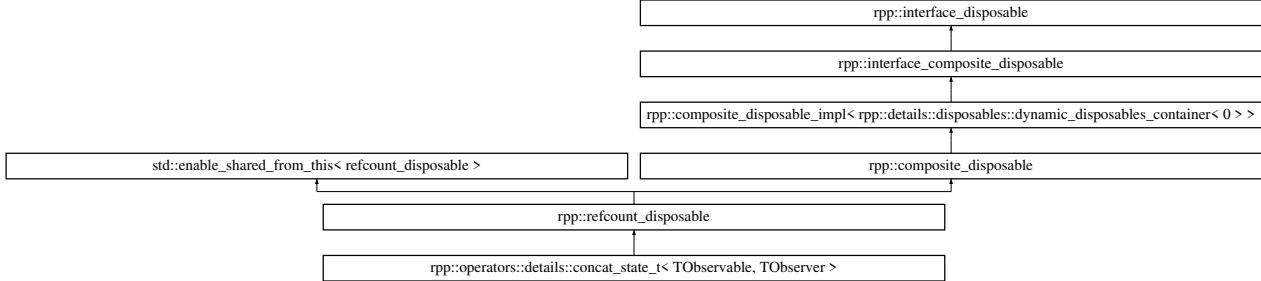 rpp::interface_disposable
rpp::interface_composite_disposable
rpp::composite_disposable_impl< rpp::details::disposables::dynamic_disposables_container< 0 > >
std::enable_shared_from_this< refcount_disposable >
rpp::composite_disposable
rpp::refcount_disposable
rpp::operators::details::concat_state_t< TObservable, TObserver >